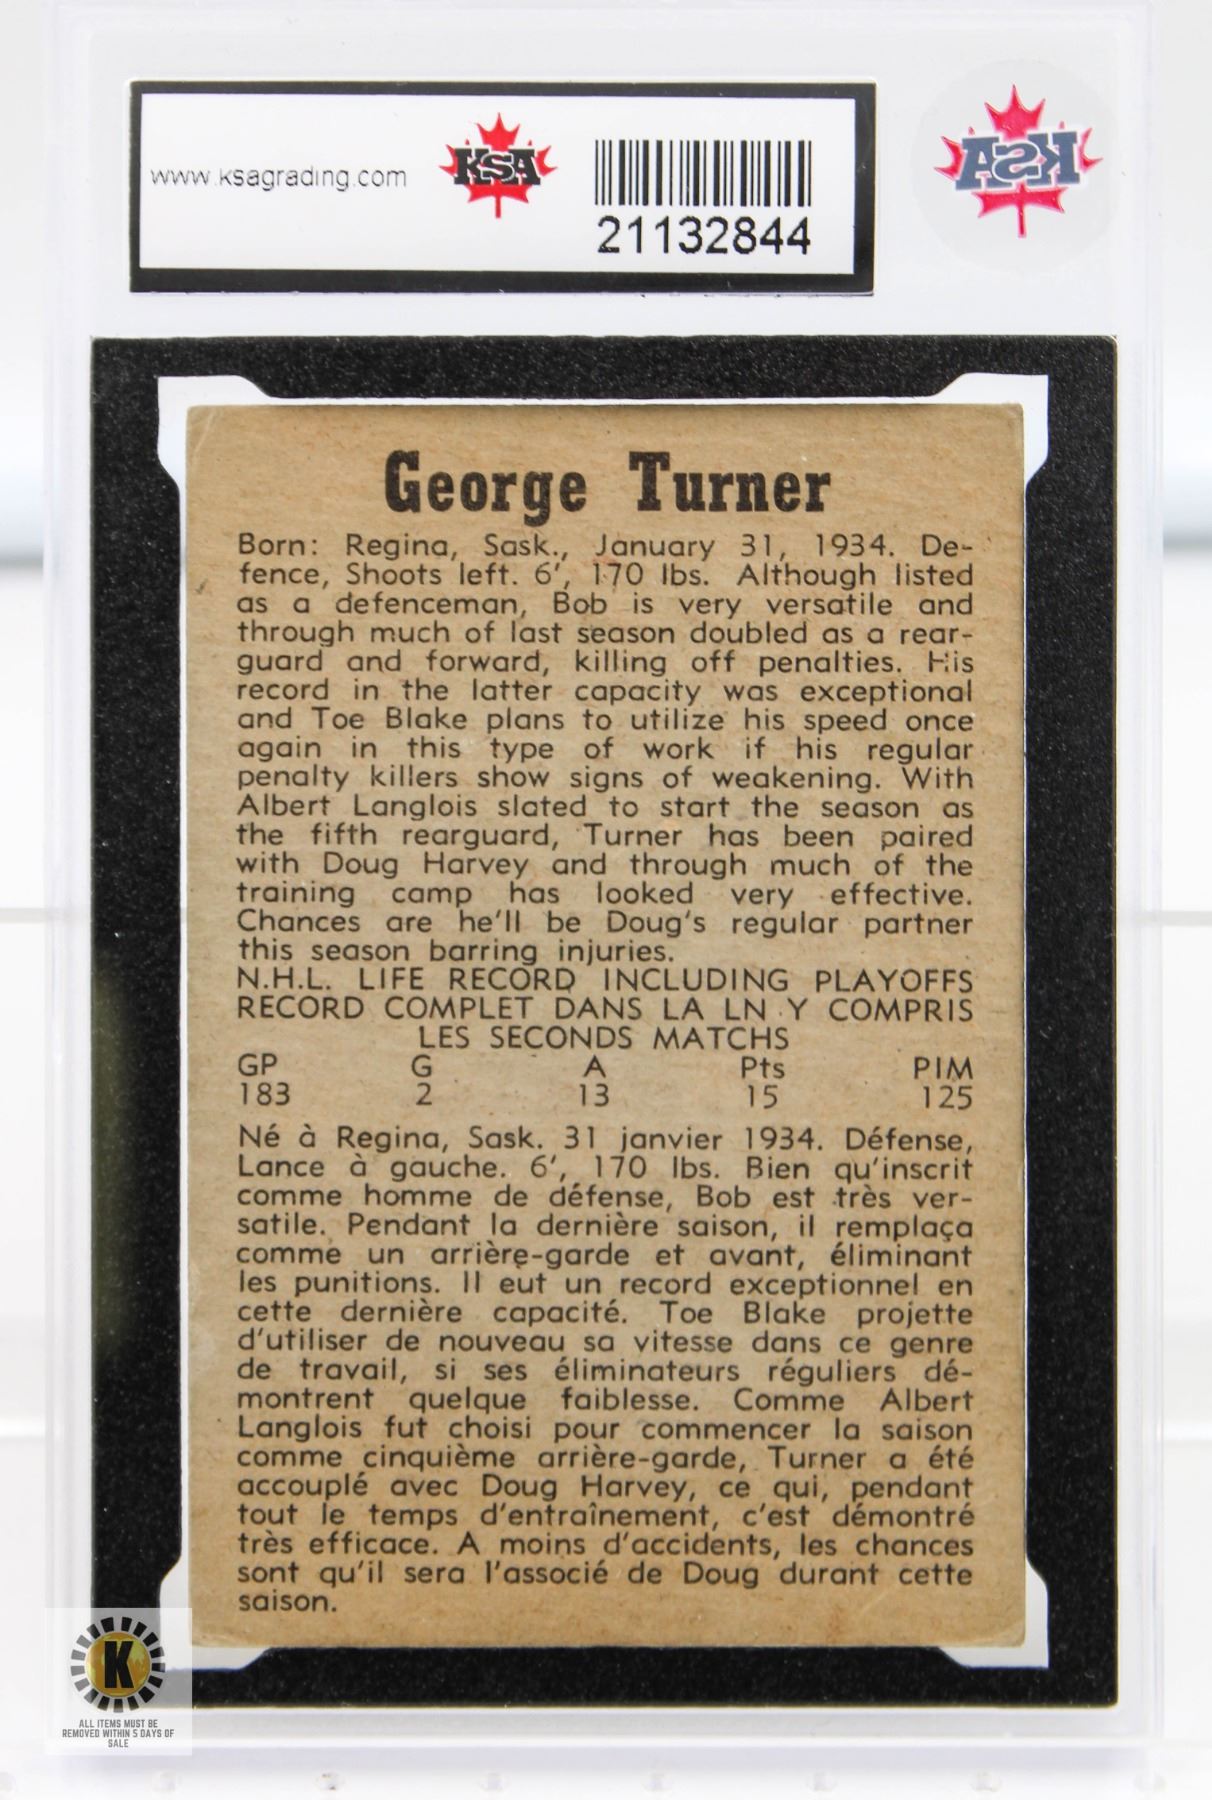 www.ksagrading.com
KSA
21132844
KSA
George Turner
Born: Regina, Sask., January 31, 1934. De-
fence, Shoots left. 6', 170 lbs. Although listed
as a defenceman, Bob is very versatile and
through much of last season doubled as a rear-
guard and forward, killing off penalties. His
record in the latter capacity was exceptional
and Toe Blake plans to utilize his speed once
again in this type of work if his regular
penalty killers show signs of weakening. With
Albert Langlois slated to start the season as
the fifth rearguard, Turner has been paired
with Doug Harvey and through much of the
training camp has looked very effective.
Chances are he'll be Doug's regular partner
this season barring injuries.
N.H.L. LIFE RECORD INCLUDING PLAYOFFS
RECORD COMPLET DANS LA LN Y COMPRIS
LES SECONDS MATCHS
GP G A Pts PIM
183 2 13 15 125
Né à Regina, Sask. 31 janvier 1934. Défense,
Lance à gauche. 6', 170 lbs. Bien qu'inscrit
comme homme de défense, Bob est très ver-
satile. Pendant la dernière saison, il remplaça
comme un arrière-garde et avant, éliminant
les punitions. Il eut un record exceptionnel en
cette dernière capacité. Toe Blake projette
d'utiliser de nouveau sa vitesse dans ce genre
de travail, si ses éliminateurs réguliers dé-
montrent quelque faiblesse. Comme Albert
Langlois fut choisi pour commencer la saison
comme cinquième arrière-garde, Turner a été
accouplé avec Doug Harvey, ce qui, pendant
tout le temps d'entraînement, c'est démontré
très efficace. A moins d'accidents, les chances
sont qu'il sera l'associé de Doug durant cette
saison.
K
ALL ITEMS MUST BE
REMOVED WITHIN 5 DAYS OF
SALE